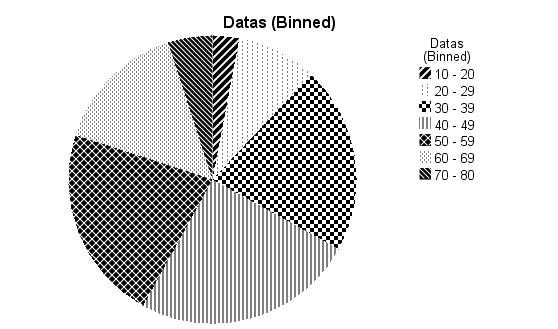 Datas (Binned)
Datas
(Binned)
10 - 20
20 - 29
30 - 39
40 - 49
50 - 59
60 - 69
70 - 80